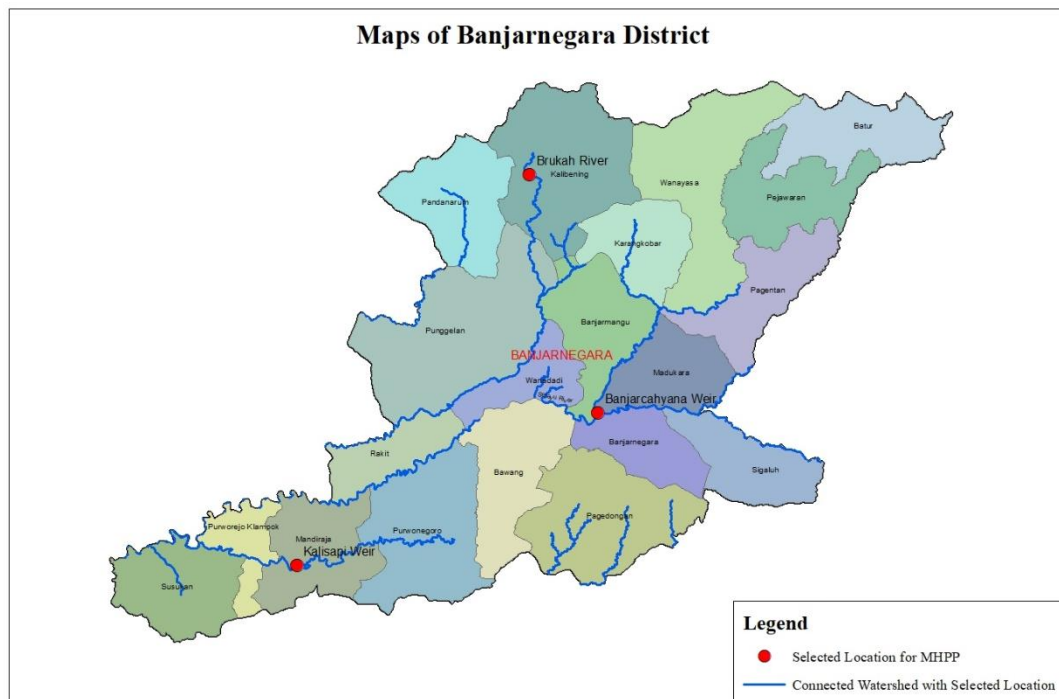 Maps of Banjarnegara District
Batur
Brukah River
Kalibening
Wanayasa
Pandanarum
Pejawaran
Karangkobar
Pagentan
Banjarmangu
Punggelan
BANJARNEGARA
Wanadadi
Madukara
Banjarcahyana Weir
Banjarnegara
Rakit
Bawang
Sigaluh
Pagedongan
Purworejo Klampok
Purwonegoro
Mandiraja
Kalisapi Weir
Susukan
Legend
Selected Location for MHPP
Connected Watershed with Selected Location